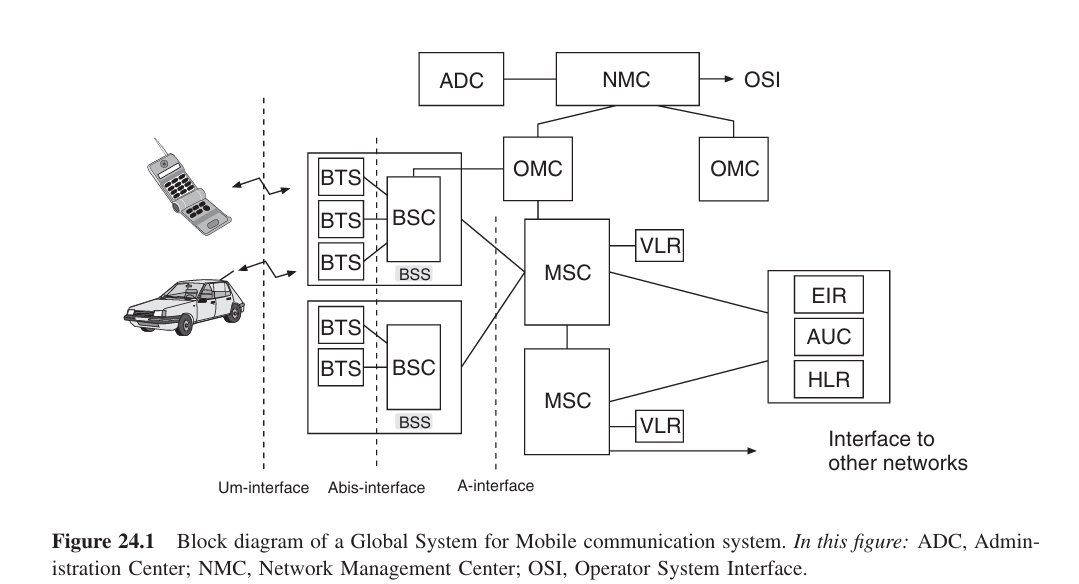 ADC
NMC
OSI
OMC
OMC
BTS
BTS
BTS
BSC
BSS
MSC
VLR
EIR
AUC
HLR
BTS
BTS
BSC
BSS
MSC
VLR
Interface to
other networks
Um-interface
Abis-interface
A-interface
Figure 24.1 Block diagram of a Global System for Mobile communication system. In this figure: ADC, Admin-
istration Center; NMC, Network Management Center; OSI, Operator System Interface.